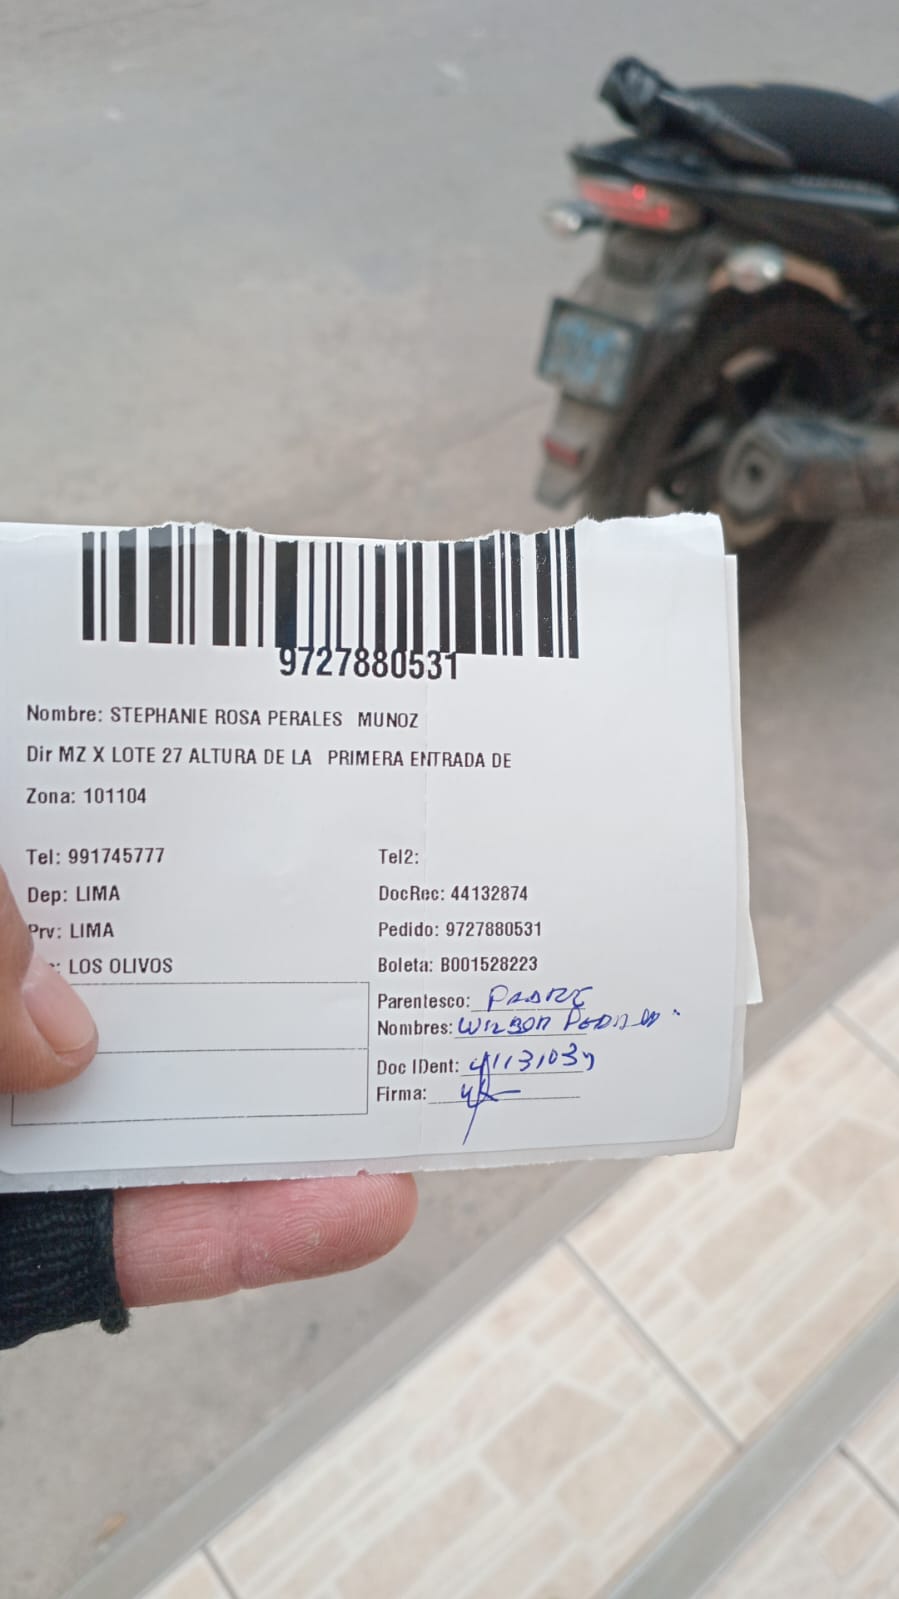 9727880531
Nombre: STEPHANIE ROSA PERALES MUNOZ
Dir MZ X LOTE 27 ALTURA DE LA PRIMERA ENTRADA DE
Zona: 101104
Tel: 991745777 Tel2:
Dep: LIMA DocRec: 44132874
Prv: LIMA Pedido: 9727880531
: LOS OLIVOS Boleta: B001528223
Parentesco: PADRE
Nombres: WILSON
Doc IDent:
Firma: